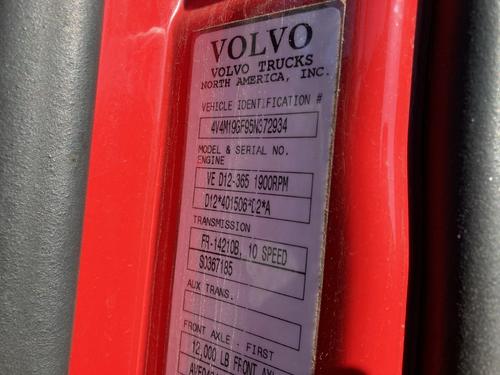 VOLVO
VOLVO TRUCKS
NORTH AMERICA, INC.
VEHICLE IDENTIFICATION #
4V4M19GF95N372934
MODEL & SERIAL NO.
ENGINE
VE D12-365 1900RPM
D12*401506*C2*A
TRANSMISSION
FR-14210B, 10 SPEED
S0367185
AUX TRANS.
FRONT AXLE - FIRST
12,000 LB FRONT AXL